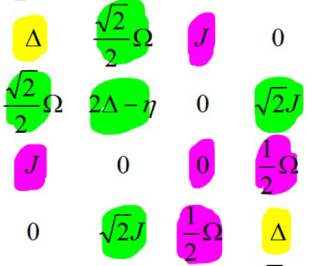 Δ √2/2 Ω J 0
√2/2 Ω 2Δ−η 0 √2J
J 0 0 1/2 Ω
0 √2J 1/2 Ω Δ